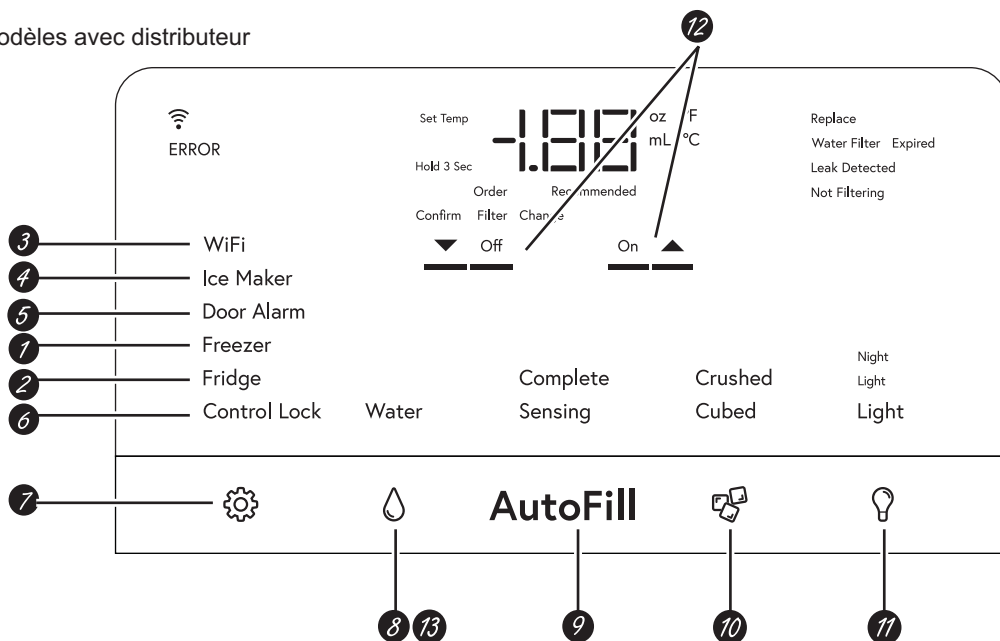 odèles avec distributeur
12
Set Temp -1.88 oz °F
mL °C
ERROR
Hold 3 Sec
Order Recommended
Confirm Filter Change
Off On
Replace
Water Filter Expired
Leak Detected
Not Filtering
3 WiFi
4 Ice Maker
5 Door Alarm
1 Freezer
2 Fridge
6 Control Lock
Water
Complete
Sensing
Crushed
Cubed
Night
Light
Light
7
AutoFill
8 13 9 10 11